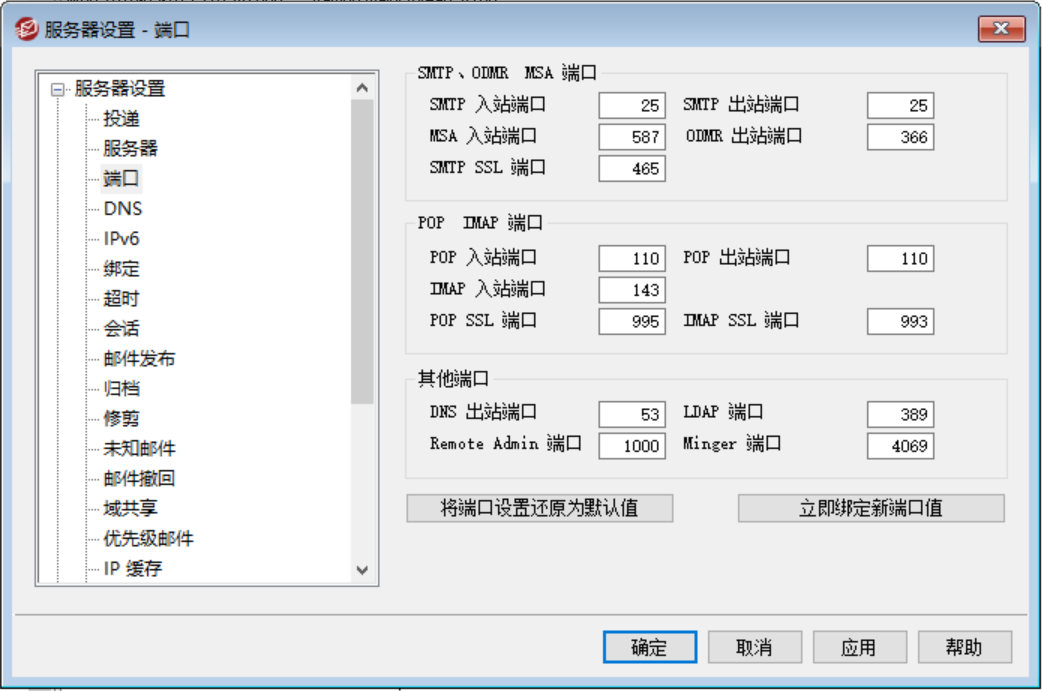 服务器设置 - 端口
服务器设置
投递
服务器
端口
DNS
IPv6
绑定
超时
会话
邮件发布
归档
修剪
未知邮件
邮件撤回
域共享
优先级邮件
IP 缓存
SMTP、ODMR MSA 端口
SMTP 入站端口 25 SMTP 出站端口 25
MSA 入站端口 587 ODMR 出站端口 366
SMTP SSL 端口 465
POP IMAP 端口
POP 入站端口 110 POP 出站端口 110
IMAP 入站端口 143
POP SSL 端口 995 IMAP SSL 端口 993
其他端口
DNS 出站端口 53 LDAP 端口 389
Remote Admin 端口 1000 Minger 端口 4069
将端口设置还原为默认值 立即绑定新端口值
确定 取消 应用 帮助